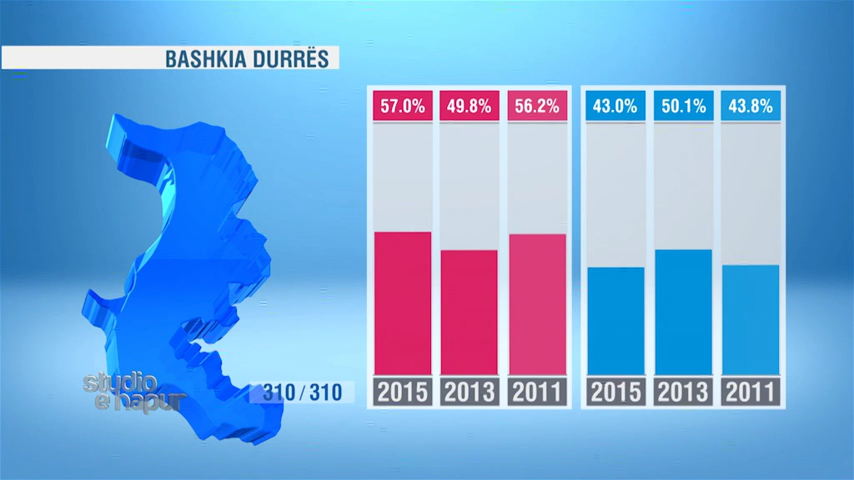 BASHKIA DURRËS
57.0% 49.8% 56.2% 43.0% 50.1% 43.8%
2015 2013 2011 2015 2013 2011
310 / 310
studio
e hapur